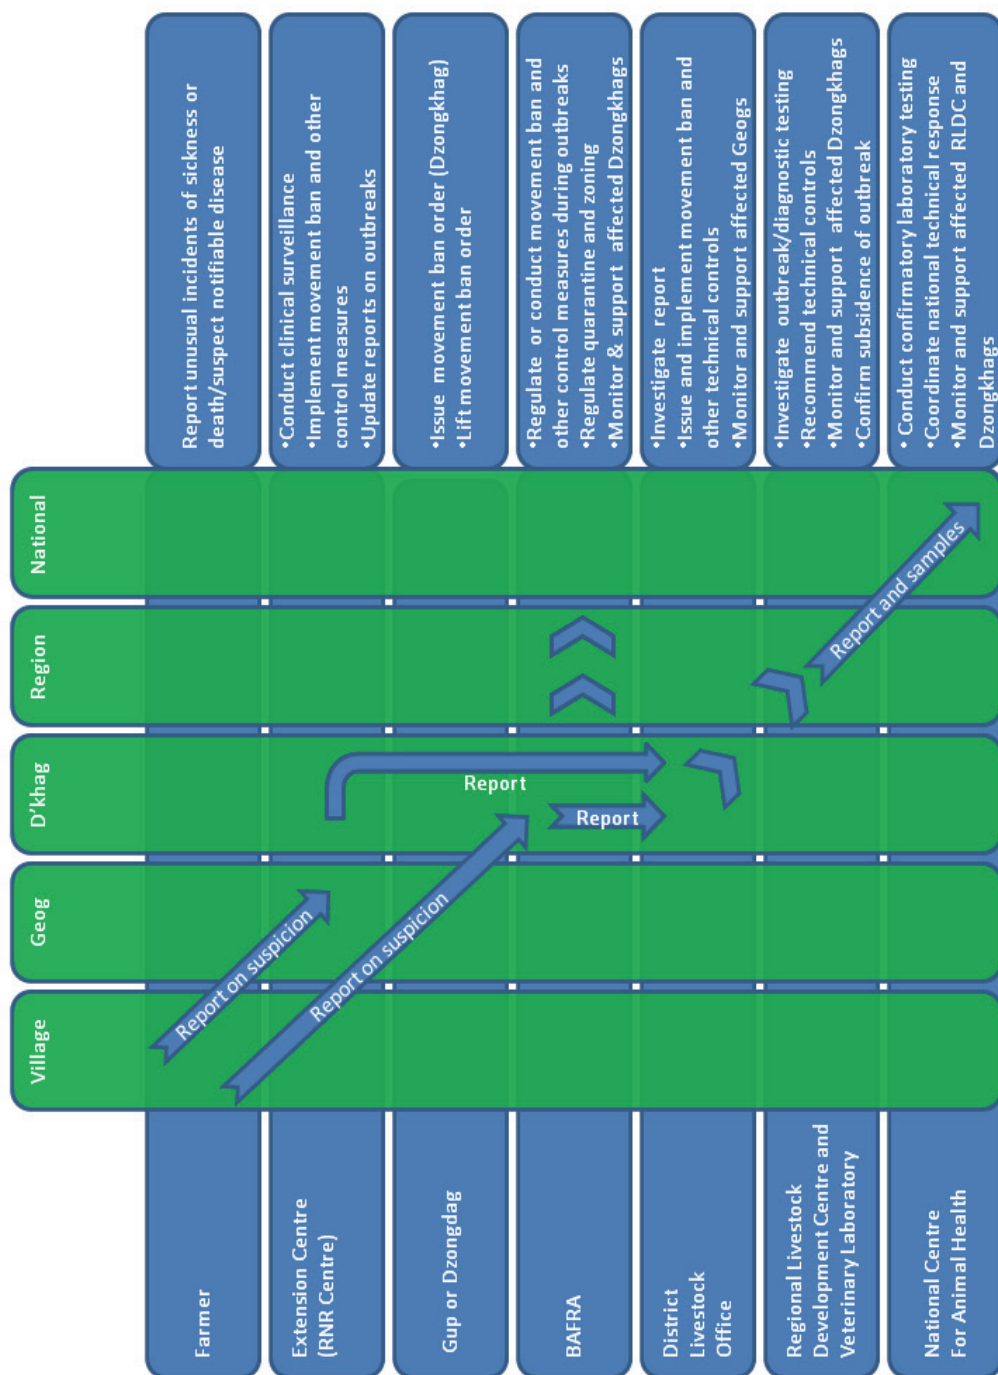 Village
Geog
D'khag
Region
National
Farmer
Report unusual incidents of sickness or
death/suspect notifiable disease
Extension Centre
(RNR Centre)
•Conduct clinical surveillance
•Implement movement ban and other
control measures
•Update reports on outbreaks
Gup or Dzongdag
•Issue movement ban order (Dzongkhag)
•Lift movement ban order
BAFRA
•Regulate or conduct movement ban and
other control measures during outbreaks
•Regulate quarantine and zoning
•Monitor & support affected Dzongkhags
District
Livestock
Office
•Investigate report
•Issue and implement movement ban and
other technical controls
•Monitor and support affected Geogs
Regional Livestock
Development Centre and
Veterinary Laboratory
•Investigate outbreak/diagnostic testing
•Recommend technical controls
•Monitor and support affected Dzongkhags
•Confirm subsidence of outbreak
National Centre
For Animal Health
•Conduct confirmatory laboratory testing
•Coordinate national technical response
•Monitor and support affected RLDC and
Dzongkhags
Report on suspicion
Report on suspicion
Report
Report
Report and samples